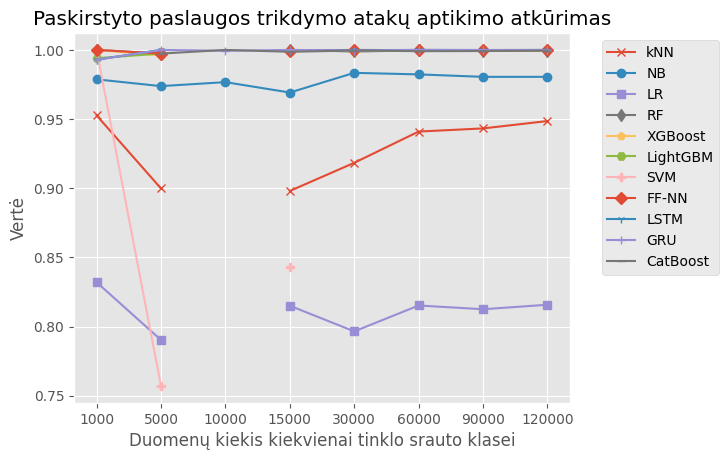 Paskirstyto paslaugos trikdymo atakų aptikimo atkūrimas
1.00
0.95
0.90
0.85
0.80
0.75
Vertė
1000 5000 10000 15000 30000 60000 90000 120000
Duomenų kiekis kiekvienai tinklo srauto klasei
kNN
NB
LR
RF
XGBoost
LightGBM
SVM
FF-NN
LSTM
GRU
CatBoost